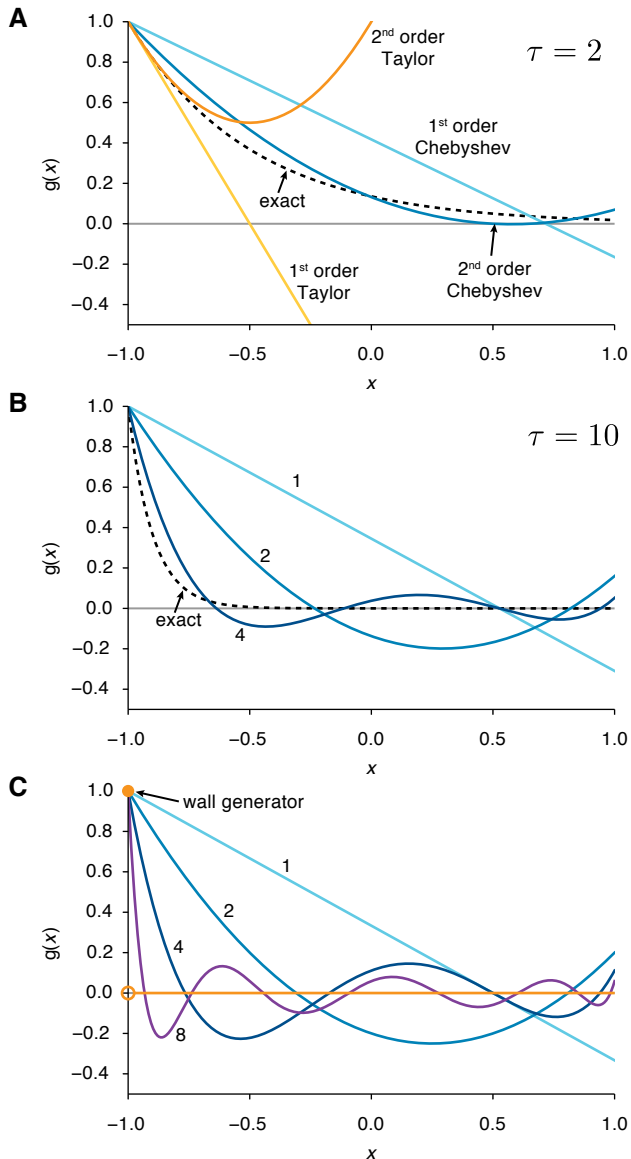 A
τ = 2
1.0
0.8
0.6
0.4
0.2
0.0
−0.2
−0.4
g(x)
2nd order
Taylor
1st order
Chebyshev
exact
1st order
Taylor
2nd order
Chebyshev
−1.0 −0.5 0.0 0.5 1.0
x
B
τ = 10
1.0
0.8
0.6
0.4
0.2
0.0
−0.2
−0.4
g(x)
1
2
exact
4
−1.0 −0.5 0.0 0.5 1.0
x
C
1.0
0.8
0.6
0.4
0.2
0.0
−0.2
−0.4
g(x)
wall generator
1
2
4
8
−1.0 −0.5 0.0 0.5 1.0
x